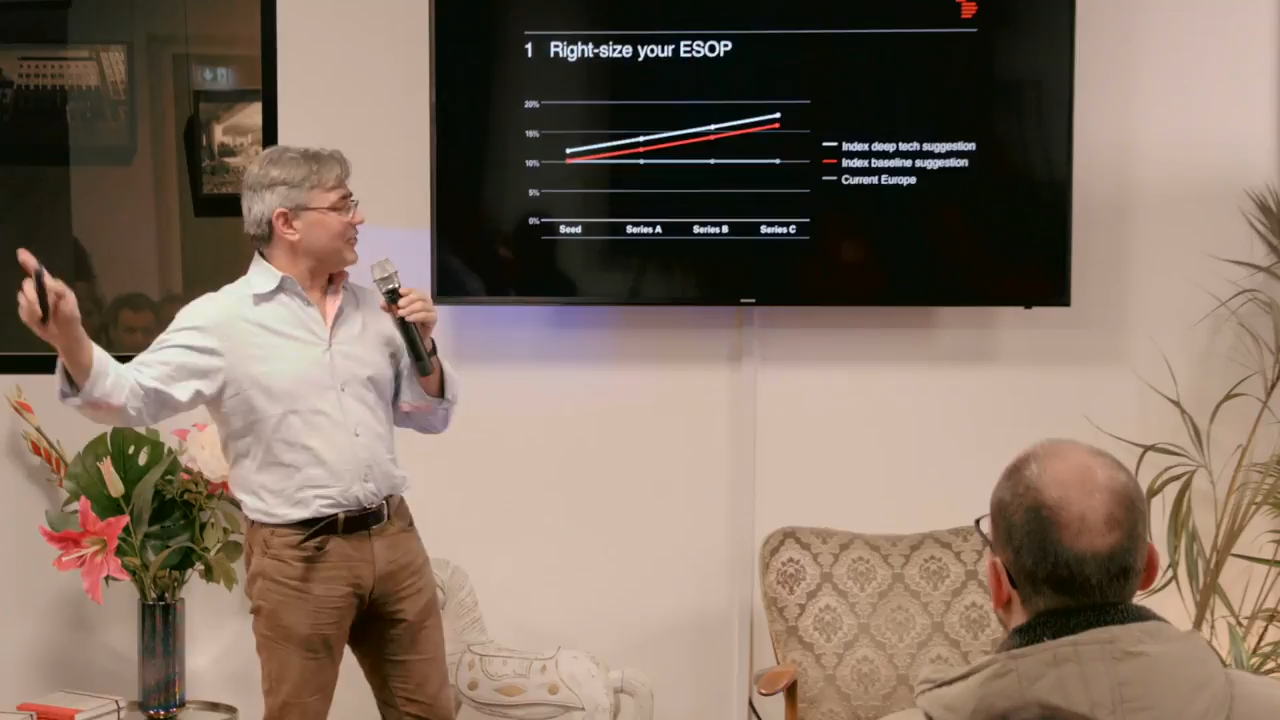 1 Right-size your ESOP
20%
15%
10%
5%
0%
Seed Series A Series B Series C
Index deep tech suggestion
Index baseline suggestion
Current Europe